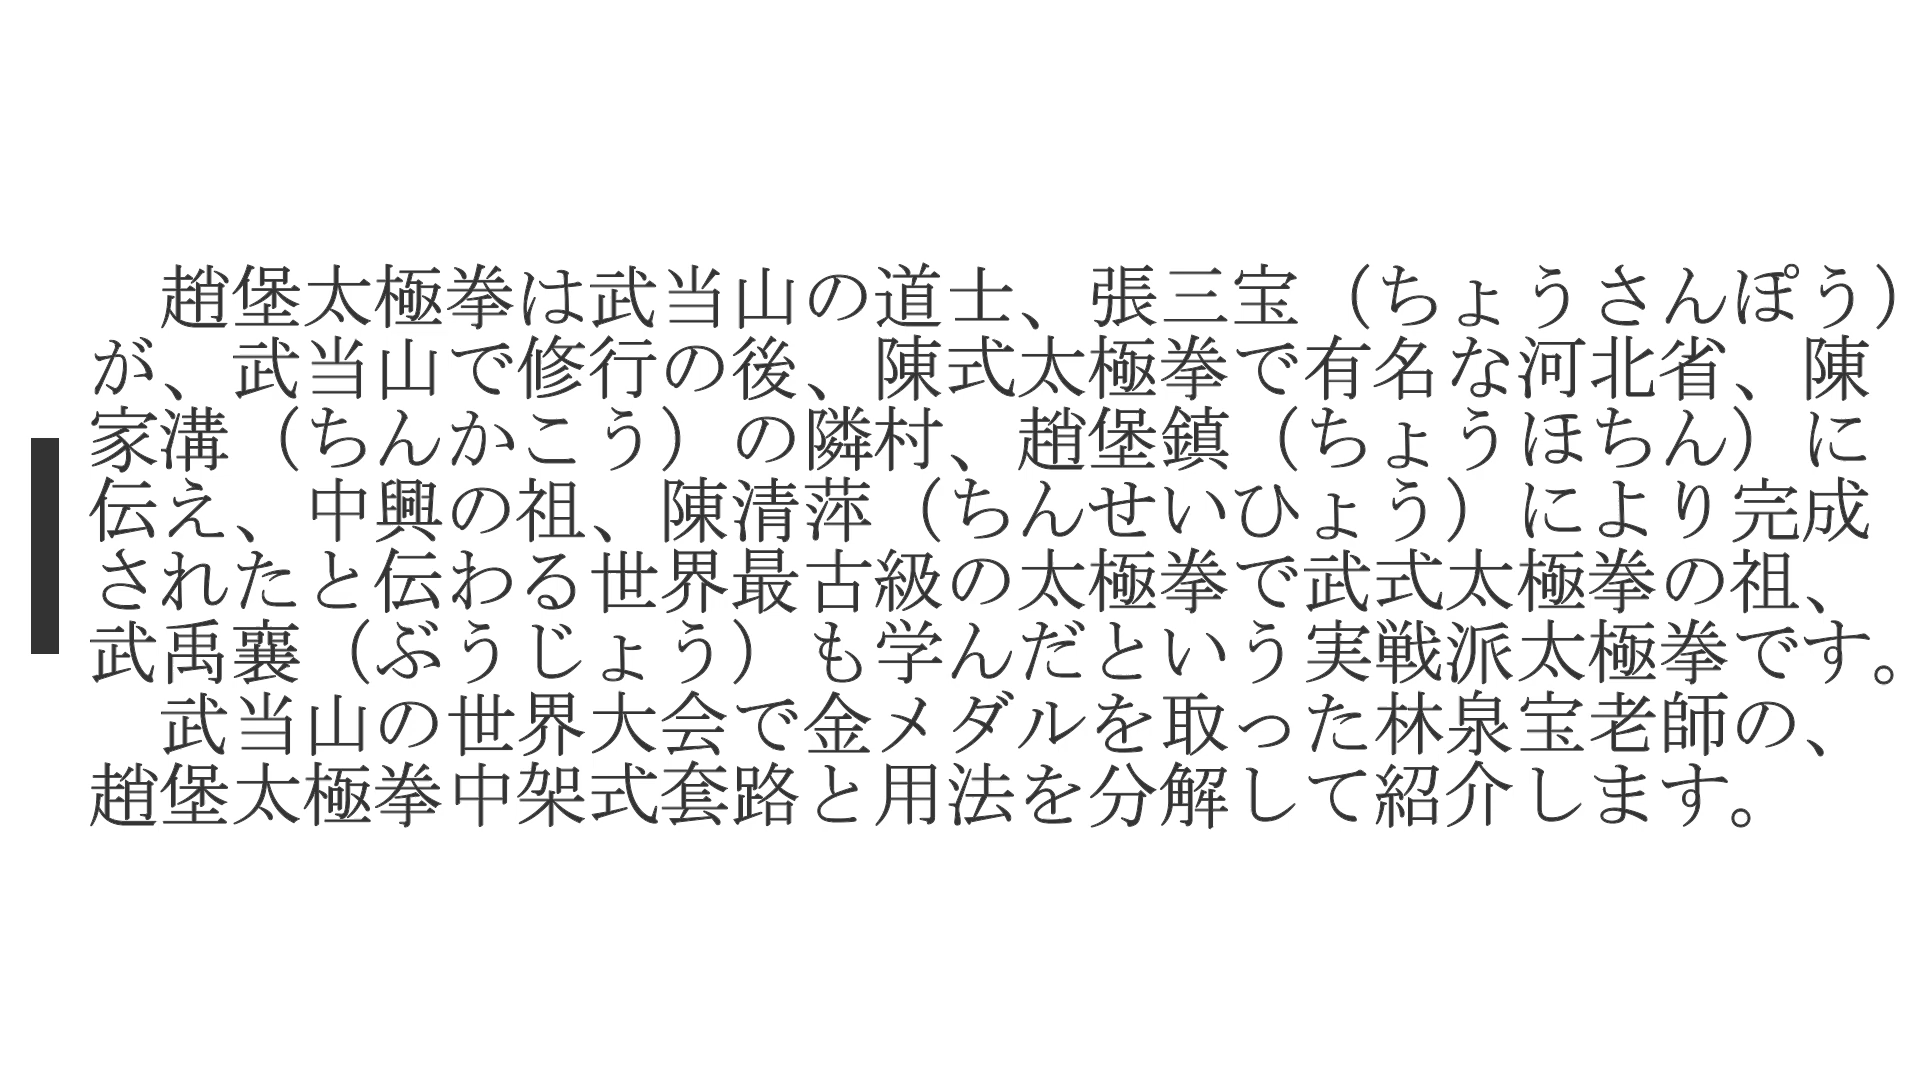 趙堡太極拳は武当山の道士、張三宝（ちょうさんぽう）
が、武当山で修行の後、陳式太極拳で有名な河北省、陳
家溝（ちんかこう）の隣村、趙堡鎮（ちょうほちん）に
伝え、中興の祖、陳清萍（ちんせいひょう）により完成
されたと伝わる世界最古級の太極拳で武式太極拳の祖、
武禹襄（ぶうじょう）も学んだという実戦派太極拳です。
　武当山の世界大会で金メダルを取った林泉宝老師の、
趙堡太極拳中架式套路と用法を分解して紹介します。